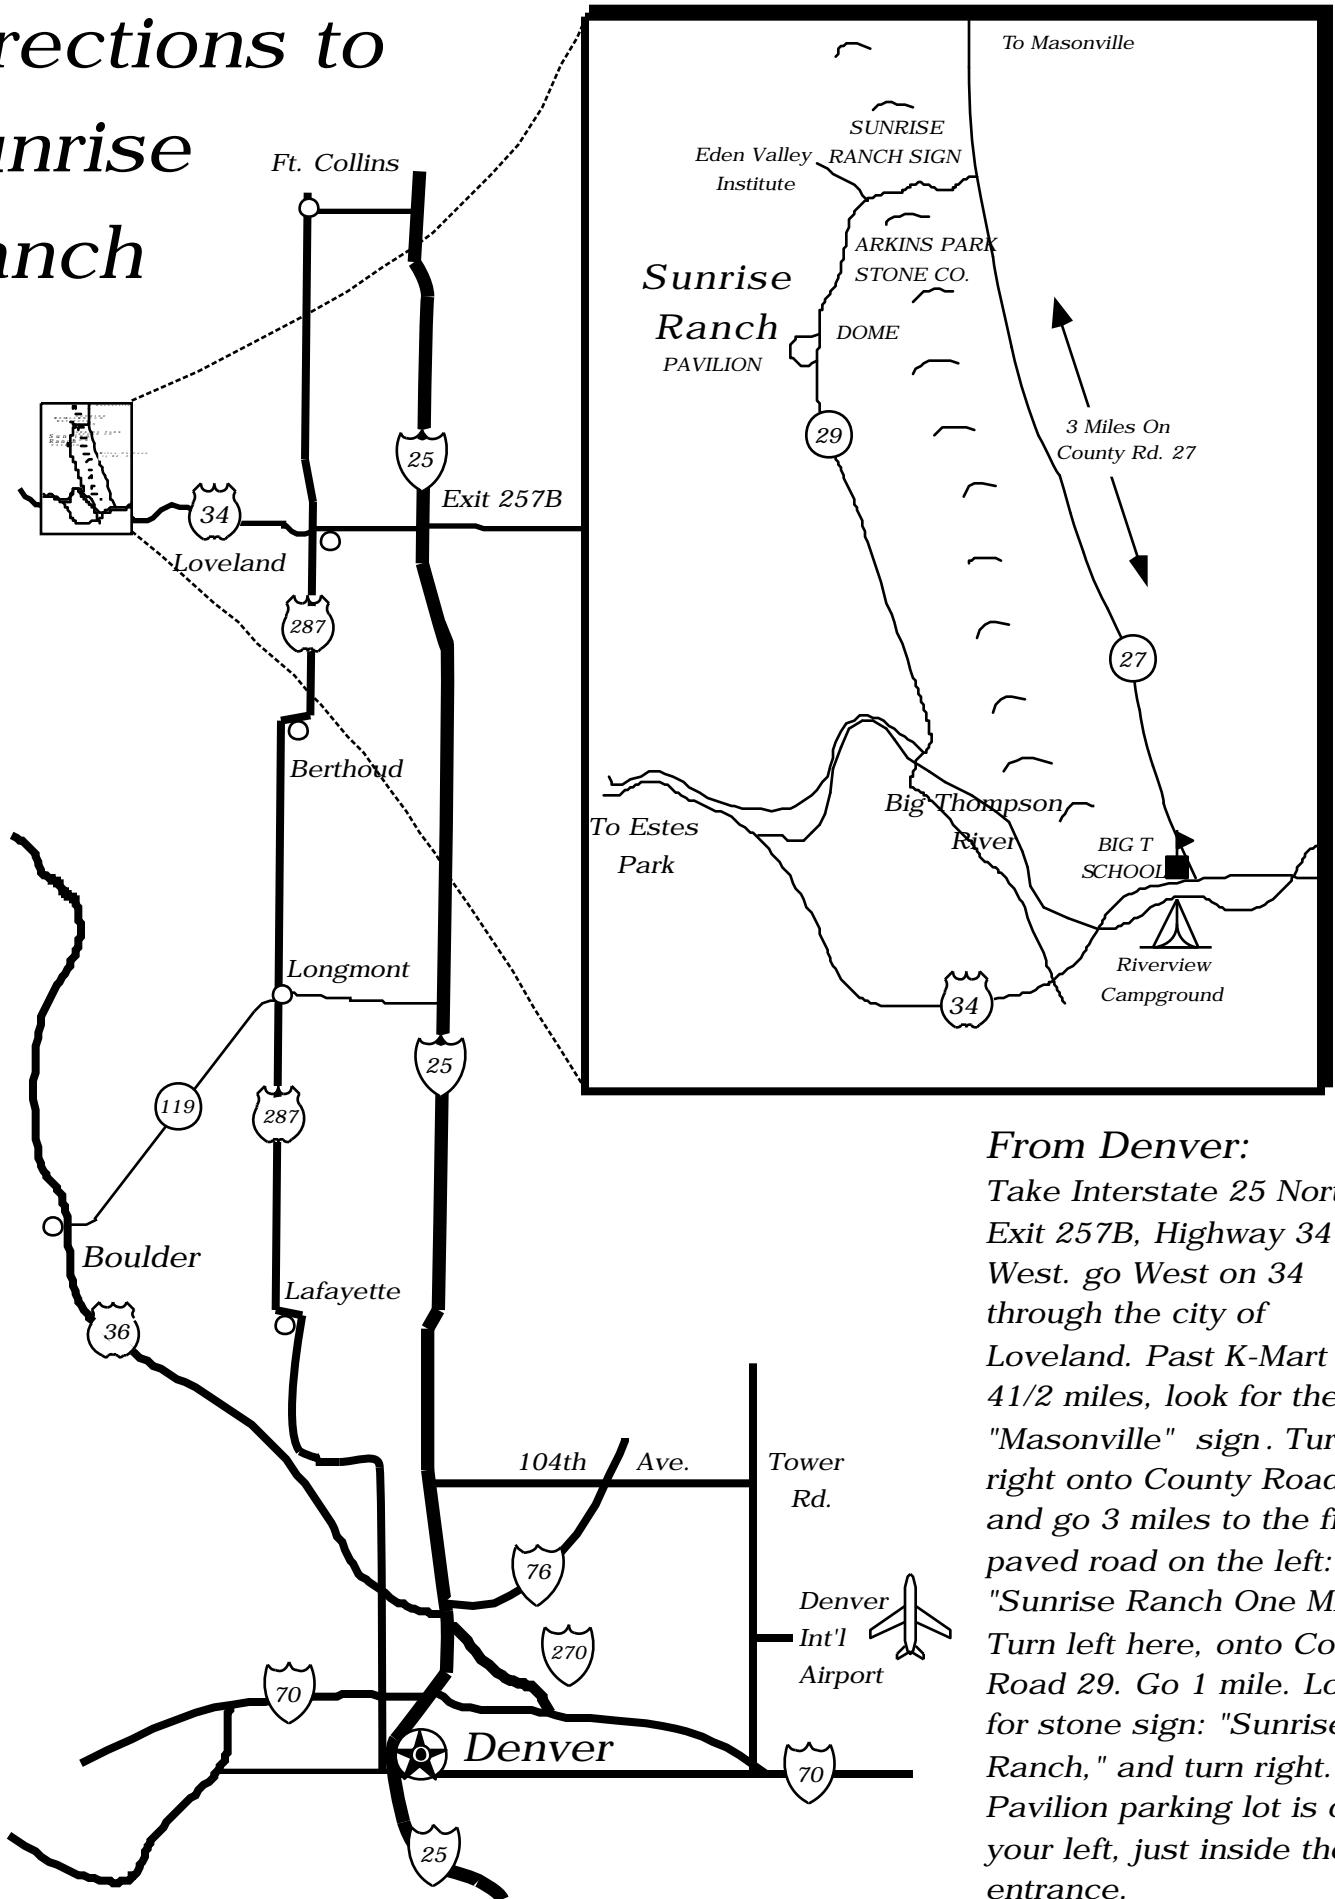 rections to
unrise
anch
Ft. Collins
25
Exit 257B
34
Loveland
287
Berthoud
Longmont
25
119
287
Boulder
Lafayette
36
104th Ave.
Tower
Rd.
76
Denver
Int'l
Airport
270
70
Denver
70
25
To Masonville
SUNRISE
RANCH SIGN
Eden Valley
Institute
ARKINS PARK
STONE CO.
Sunrise
Ranch
PAVILION
DOME
29
3 Miles On
County Rd. 27
27
Big Thompson
River
To Estes
Park
BIG T
SCHOOL
34
Riverview
Campground
From Denver:
Take Interstate 25 Nort
Exit 257B, Highway 34
West. go West on 34
through the city of
Loveland. Past K-Mart
41/2 miles, look for the
"Masonville" sign. Tur
right onto County Road
and go 3 miles to the fi
paved road on the left:
"Sunrise Ranch One Mi
Turn left here, onto Co
Road 29. Go 1 mile. Lo
for stone sign: "Sunrise
Ranch," and turn right.
Pavilion parking lot is o
your left, just inside the
entrance.